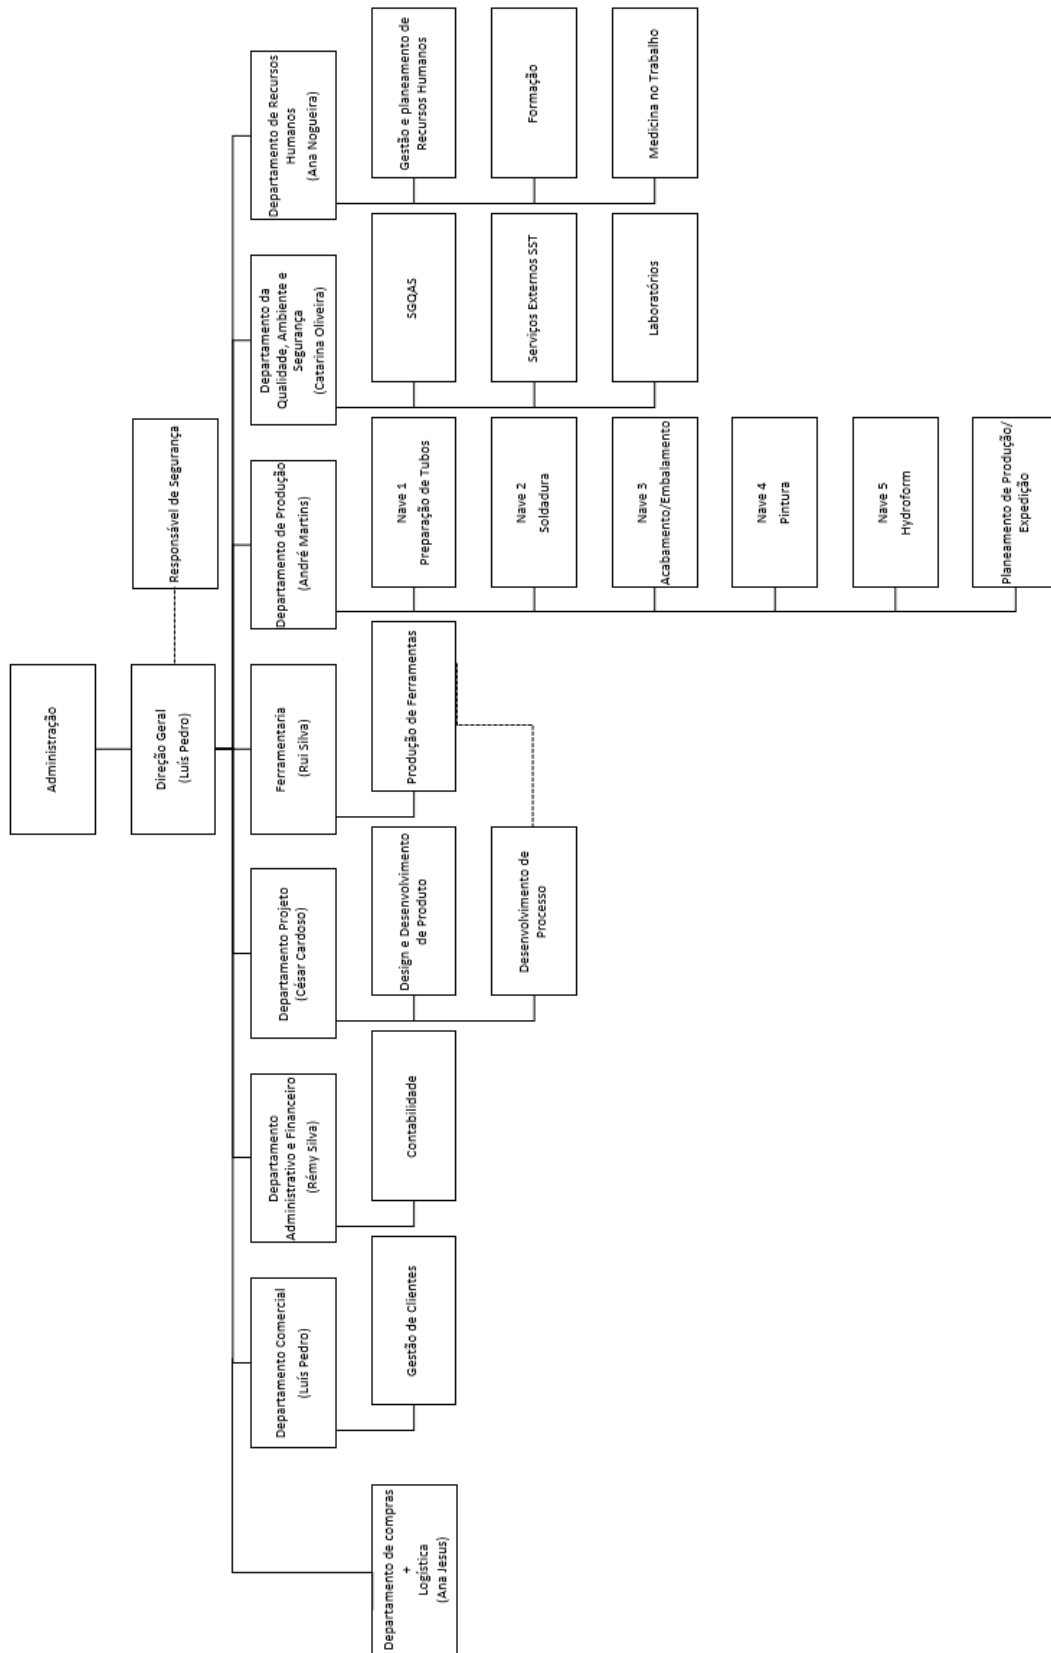 Administração
Direção Geral
(Luís Pedro)
Responsável de Segurança
Departamento de compras
+
Logística
(Ana Jesus)
Departamento Comercial
(Luís Pedro)
Gestão de Clientes
Departamento
Administrativo e Financeiro
(Rémy Silva)
Contabilidade
Departamento Projeto
(César Cardoso)
Design e Desenvolvimento
de Produto
Desenvolvimento de
Processo
Ferramentaria
(Rui Silva)
Produção de Ferramentas
Departamento de Produção
(André Martins)
Nave 1
Preparação de Tubos
Nave 2
Soldadura
Nave 3
Acabamento/Embalamento
Nave 4
Pintura
Nave 5
Hydroform
Planeamento de Produção/
Expedição
Departamento da
Qualidade, Ambiente e
Segurança
(Catarina Oliveira)
SGQAS
Serviços Externos SST
Laboratórios
Departamento de Recursos
Humanos
(Ana Nogueira)
Gestão e planeamento de
Recursos Humanos
Formação
Medicina no Trabalho